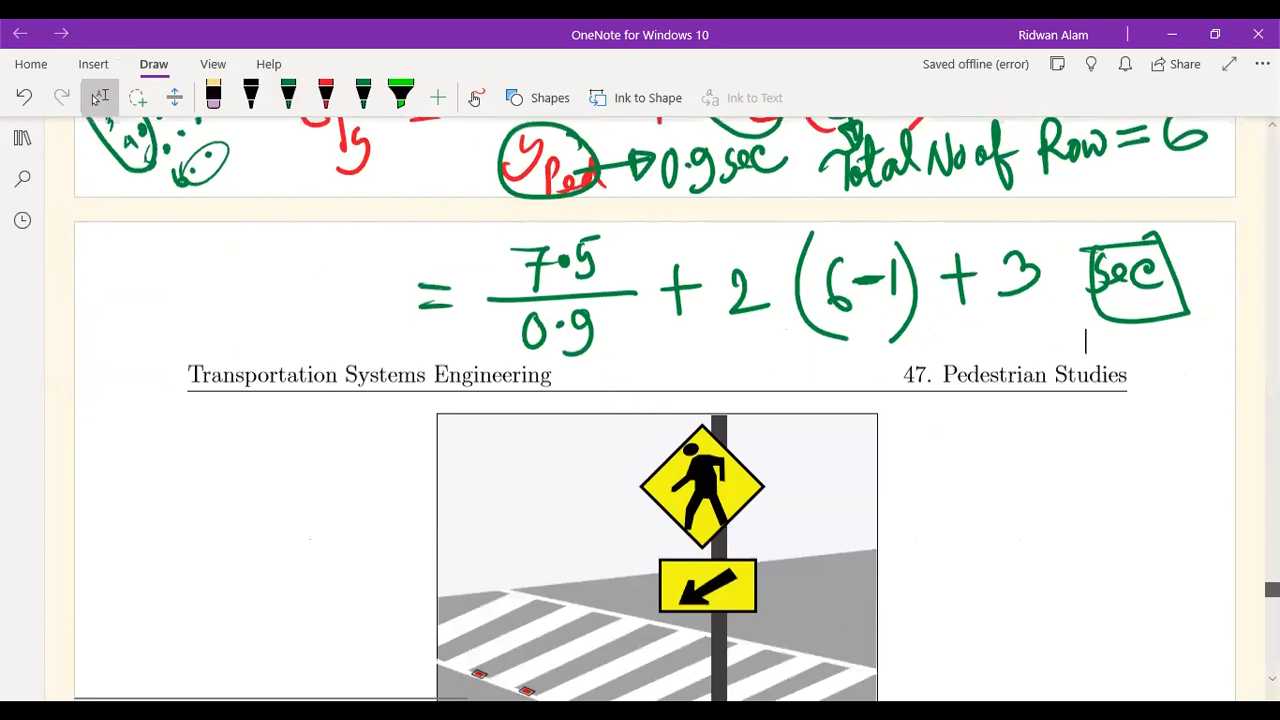 OneNote for Windows 10
Ridwan Alam
Home Insert Draw View Help
Saved offline (error)
Share
Shapes
Ink to Shape
Ink to Text
y Ped → 0.9 sec
Total No of Row = 6
= 7.5 / 0.9 + 2 (6-1) + 3 sec
Transportation Systems Engineering
47. Pedestrian Studies